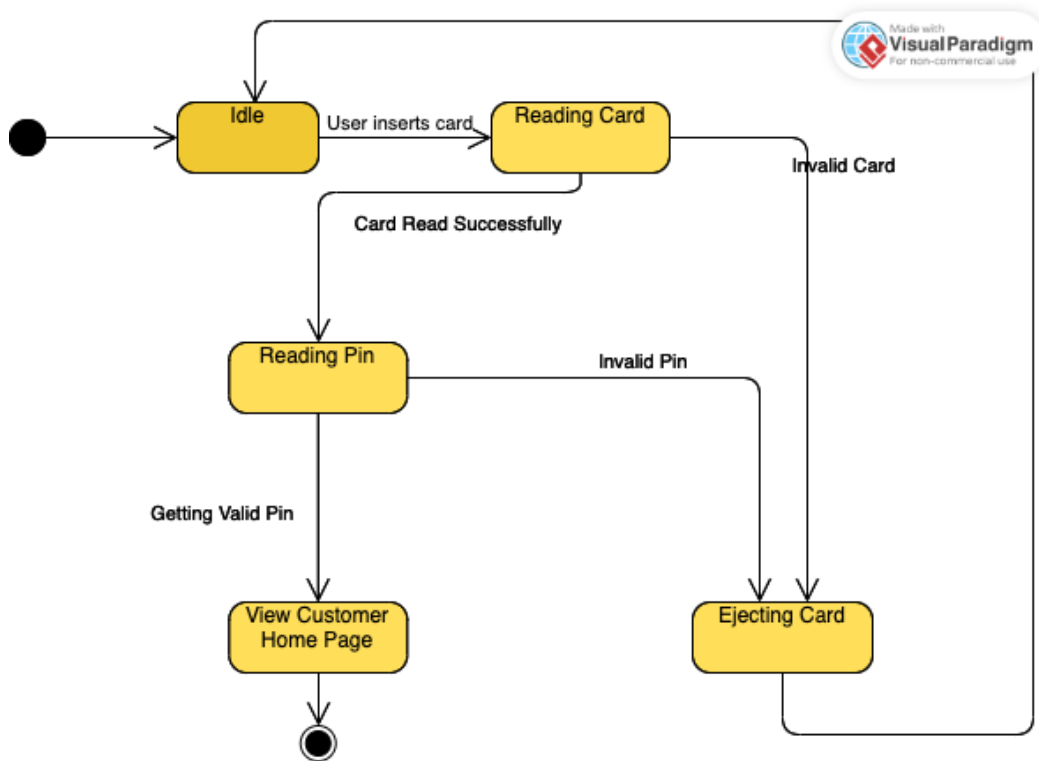 Made with
Visual Paradigm
For non-commercial use
Idle
User inserts card
Reading Card
Invalid Card
Card Read Successfully
Reading Pin
Invalid Pin
Getting Valid Pin
View Customer
Home Page
Ejecting Card